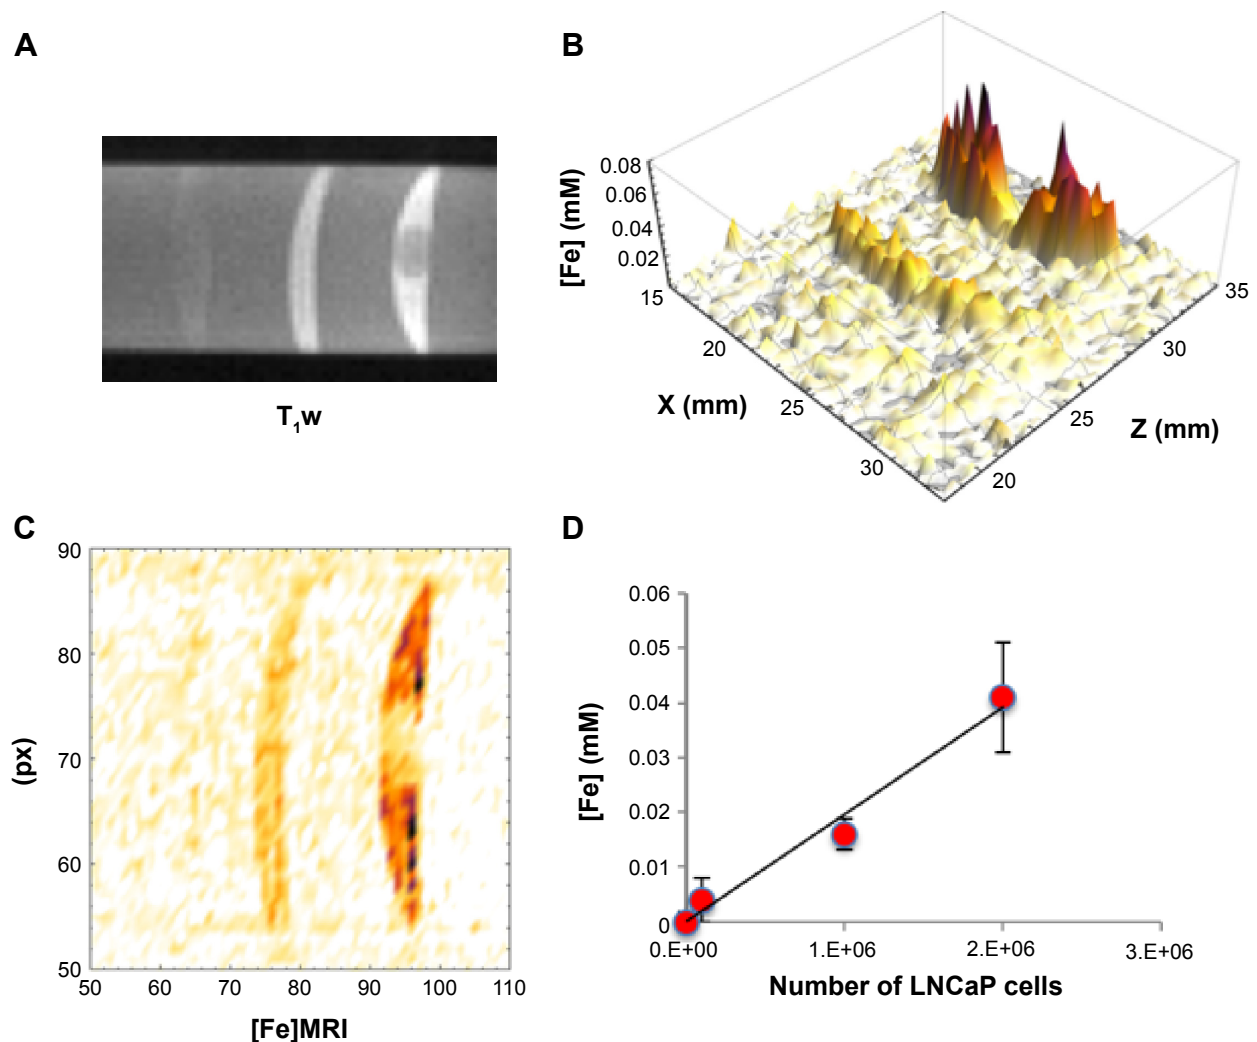 A
T1w
B
[Fe] (mM)
0.08
0.06
0.04
0.02
15
20
25
30
X (mm)
35
30
25
20
Z (mm)
C
90
80
70
60
50
(px)
50 60 70 80 90 100 110
[Fe]MRI
D
0.06
0.05
0.04
0.03
0.02
0.01
0
[Fe] (mM)
0.E+00 1.E+06 2.E+06 3.E+06
Number of LNCaP cells